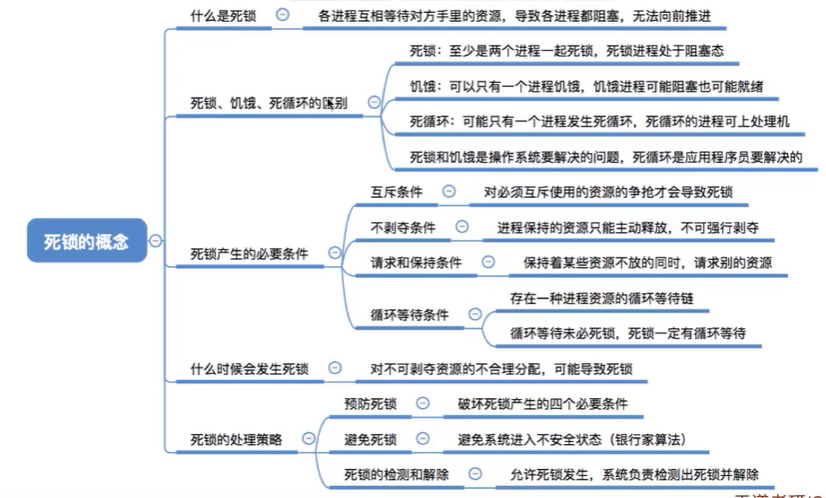 什么是死锁
各进程互相等待对方手里的资源，导致各进程都阻塞，无法向前推进
死锁、饥饿、死循环的区别
死锁：至少是两个进程一起死锁，死锁进程处于阻塞态
饥饿：可以只有一个进程饥饿，饥饿进程可能阻塞也可能就绪
死循环：可能只有一个进程发生死循环，死循环的进程可上处理机
死锁和饥饿是操作系统要解决的问题，死循环是应用程序员要解决的
死锁的概念
死锁产生的必要条件
互斥条件
对必须互斥使用的资源的争抢才会导致死锁
不剥夺条件
进程保持的资源只能主动释放，不可强行剥夺
请求和保持条件
保持着某些资源不放的同时，请求别的资源
循环等待条件
存在一种进程资源的循环等待链
循环等待未必死锁，死锁一定有循环等待
什么时候会发生死锁
对不可剥夺资源的不合理分配，可能导致死锁
死锁的处理策略
预防死锁
破坏死锁产生的四个必要条件
避免死锁
避免系统进入不安全状态（银行家算法）
死锁的检测和解除
允许死锁发生，系统负责检测出死锁并解除